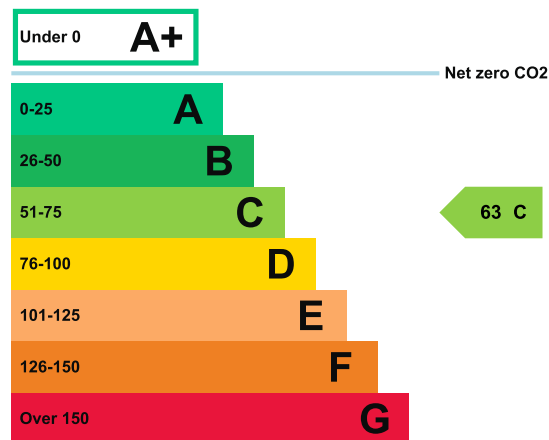 Under 0 A+
Net zero CO2
0-25 A
26-50 B
51-75 C
63 C
76-100 D
101-125 E
126-150 F
Over 150 G